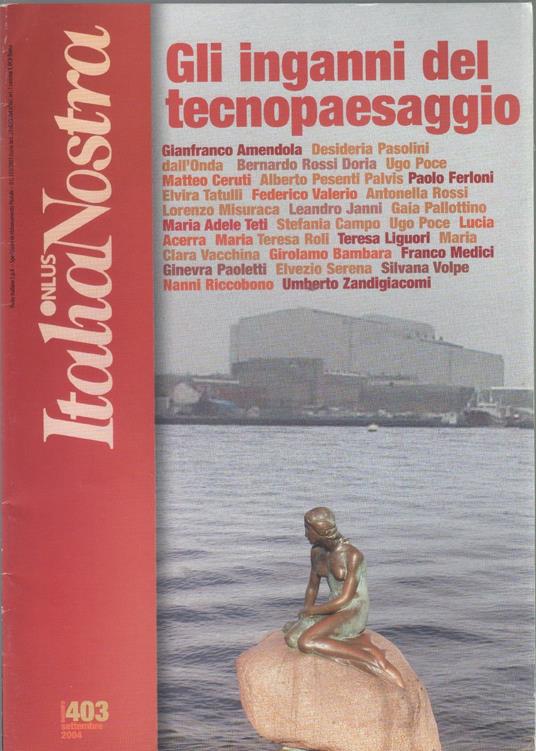 Gli inganni del
tecnopaesaggio
Gianfranco Amendola Desideria Pasolini
dall'Onda Bernardo Rossi Doria Ugo Poce
Matteo Ceruti Alberto Pesenti Palvis Paolo Ferloni
Elvira Tatulli Federico Valerio Antonella Rossi
Lorenzo Misuraca Leandro Janni Gaia Pallottino
Maria Adele Teti Stefania Campo Ugo Poce Lucia
Acerra Maria Teresa Roli Teresa Liguori Maria
Clara Vacchina Girolamo Bambara Franco Medici
Ginevra Paoletti Elvezio Serena Silvana Volpe
Nanni Riccobono Umberto Zandigiacomi
ItaliaNostra
ONLUS
numero
403
settembre
2004